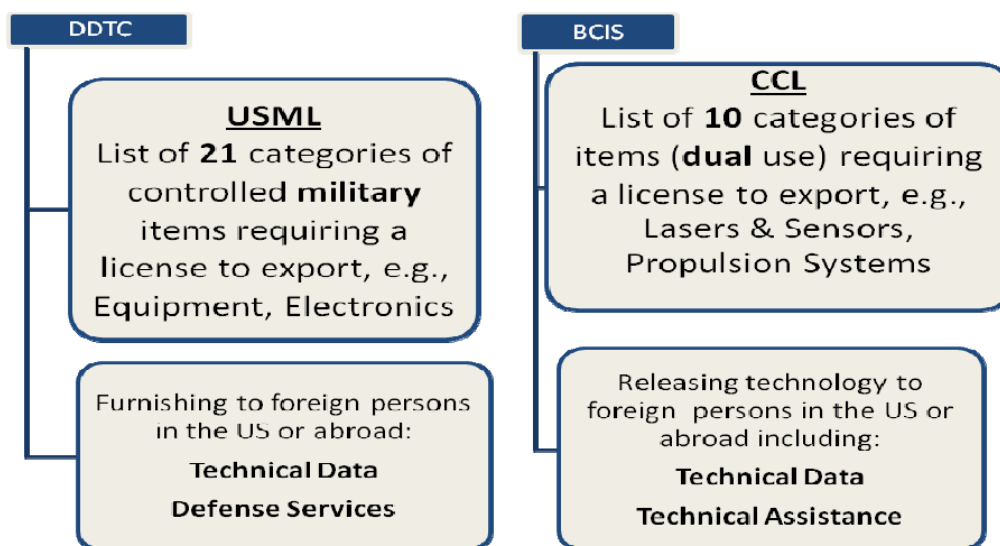 DDTC
USML
List of 21 categories of
controlled military
items requiring a
license to export, e.g.,
Equipment, Electronics
Furnishing to foreign persons
in the US or abroad:
Technical Data
Defense Services
BCIS
CCL
List of 10 categories of
items (dual use) requiring
a license to export, e.g.,
Lasers & Sensors,
Propulsion Systems
Releasing technology to
foreign persons in the US or
abroad including:
Technical Data
Technical Assistance